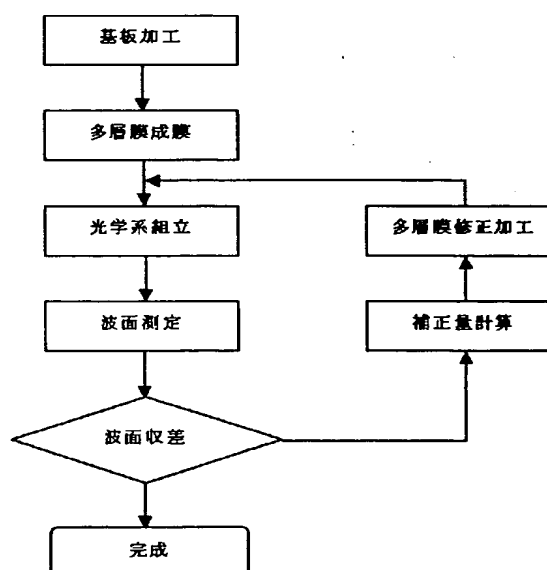 基板加工
多層膜成膜
光学系組立
多層膜修正加工
波面測定
補正量計算
波面収差
完成